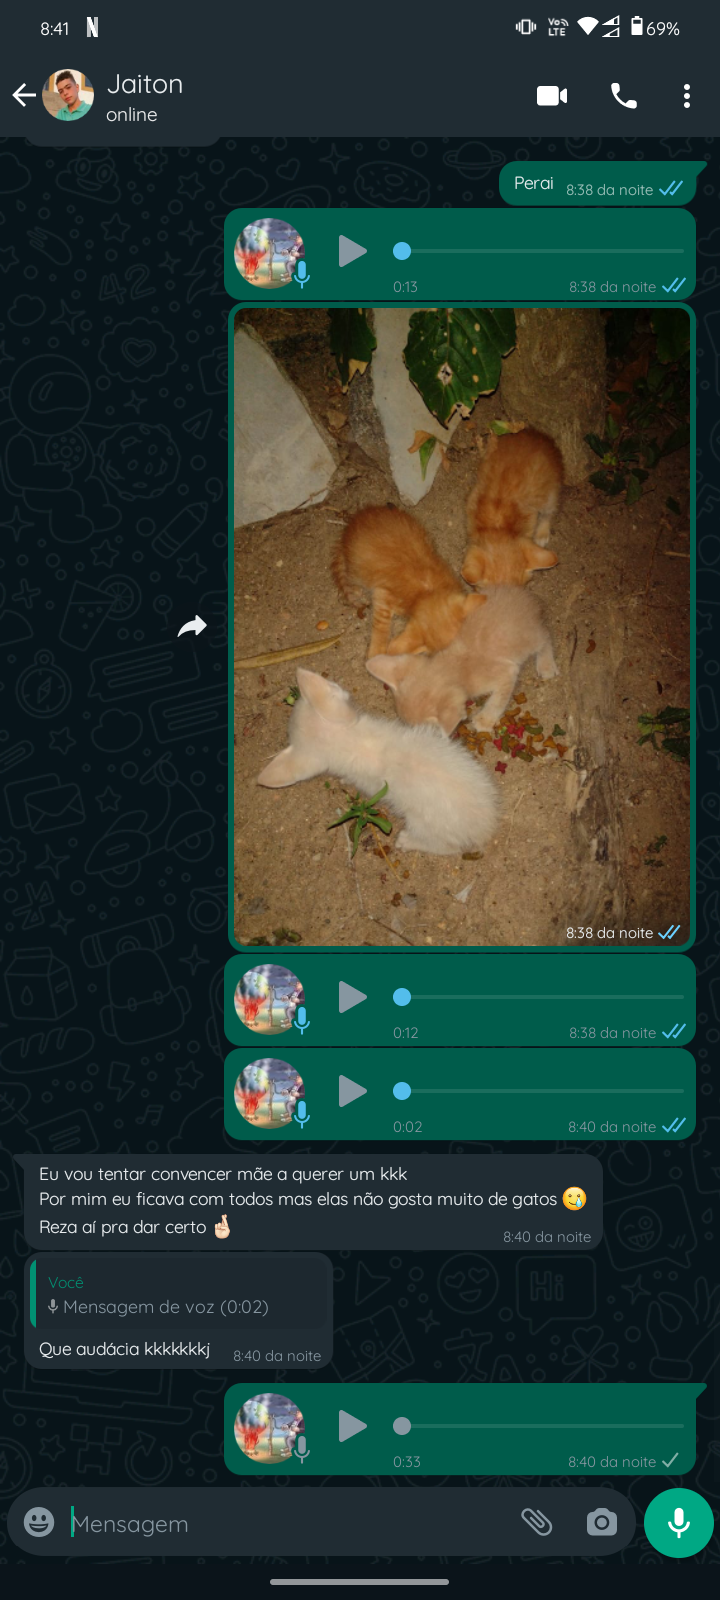 8:41 N Vo LTE 69%
Jaiton
online
Perai 8:38 da noite
0:13 8:38 da noite
8:38 da noite
0:12 8:38 da noite
0:02 8:40 da noite
Eu vou tentar convencer mãe a querer um kkk
Por mim eu ficava com todos mas elas não gosta muito de gatos 🥲
Reza aí pra dar certo 🤞🏻
8:40 da noite
Você
Mensagem de voz (0:02)
Que audácia kkkkkkkj 8:40 da noite
0:33 8:40 da noite
Mensagem